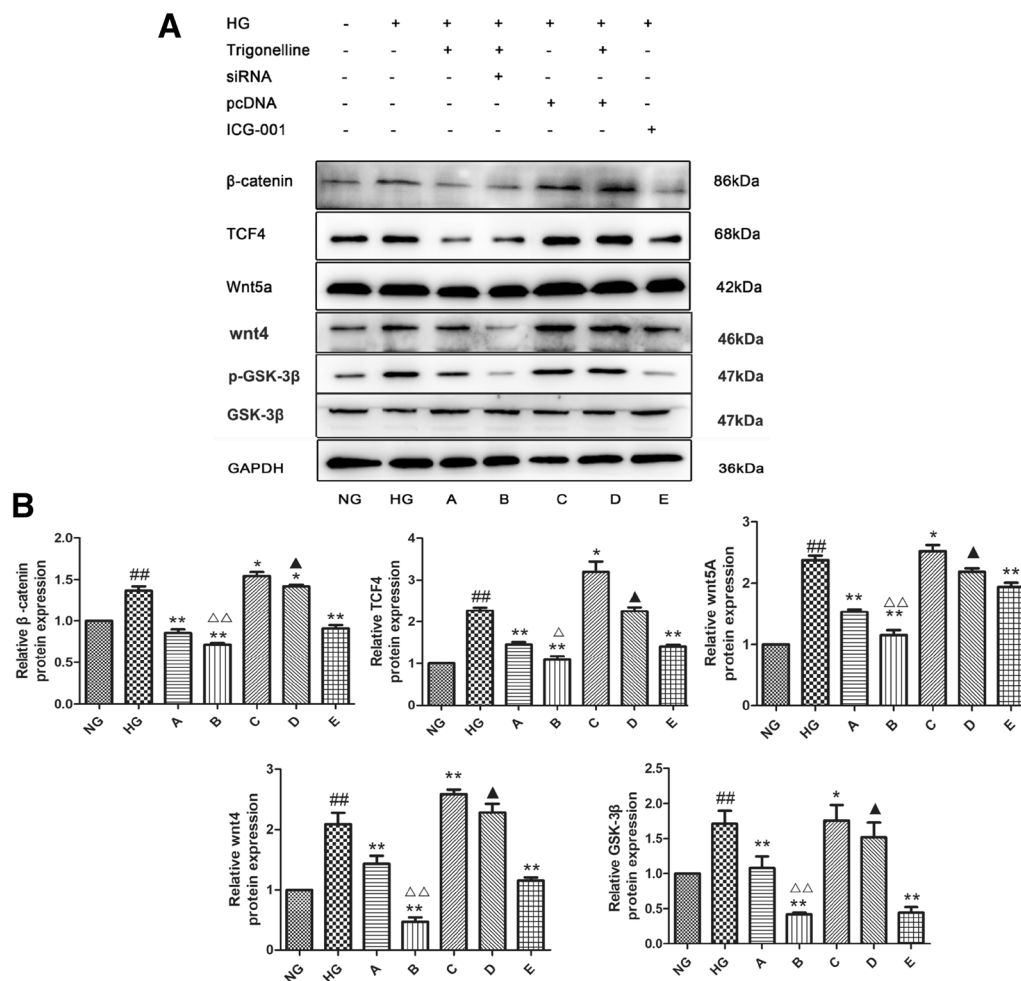 A
HG - + + + + + +
Trigonelline - - + + - + -
siRNA - - - + - - -
pcDNA - - - - + + -
ICG-001 - - - - - - +
β-catenin 86kDa
TCF4 68kDa
Wnt5a 42kDa
wnt4 46kDa
p-GSK-3β 47kDa
GSK-3β 47kDa
GAPDH 36kDa
NG HG A B C D E
B
Relative β -catenin
protein expression
2.0
1.5
1.0
0.5
0.0
## ** △△ ** * ▲ * **
NG HG A B C D E
Relative TCF4
protein expression
4
3
2
1
0
## ** △ ** * ▲ **
NG HG A B C D E
Relative wnt5A
protein expression
3
2
1
0
## ** △△ ** * ▲ **
NG HG A B C D E
Relative wnt4
protein expression
3
2
1
0
## ** △△ ** ** ▲ **
NG HG A B C D E
Relative GSK-3β
protein expression
2.5
2.0
1.5
1.0
0.5
0.0
## ** △△ ** * ▲ **
NG HG A B C D E